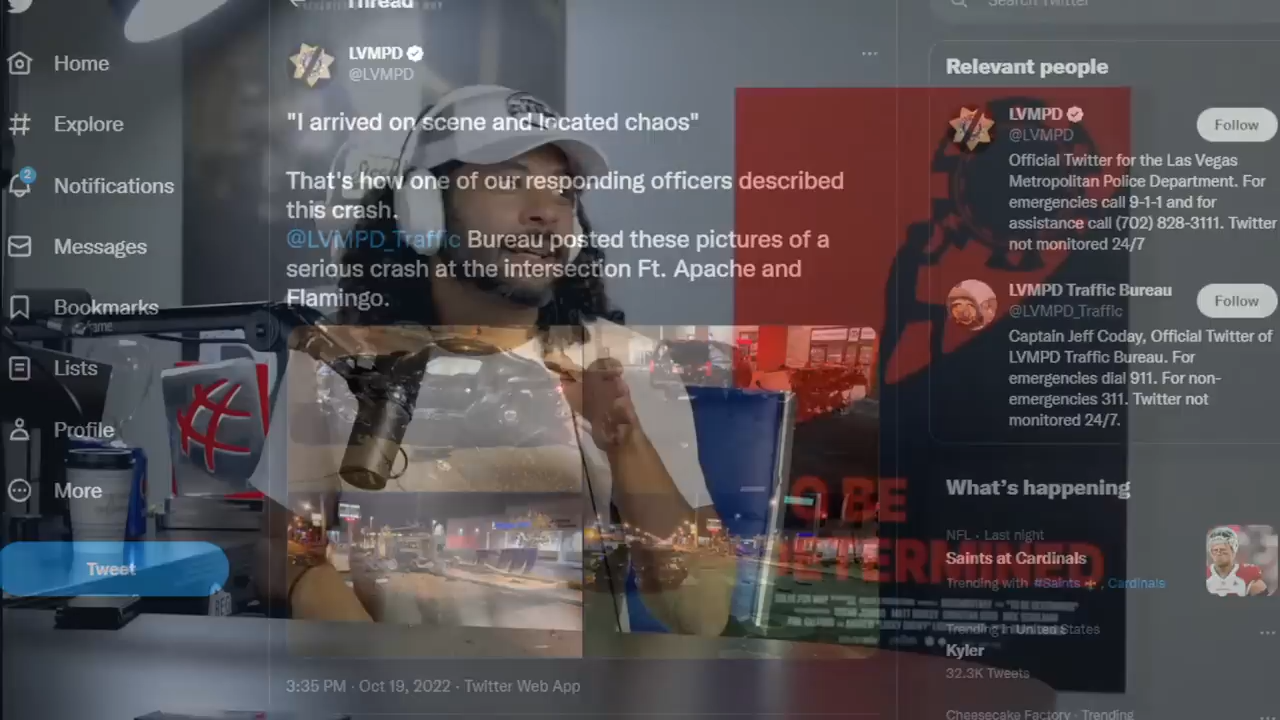 Home
Explore
2
Notifications
Messages
Bookmarks
Lists
Profile
More
Tweet
Thread
LVMPD
@LVMPD
"I arrived on scene and located chaos"
That's how one of our responding officers described
this crash.
@LVMPD_Traffic Bureau posted these pictures of a
serious crash at the intersection Ft. Apache and
Flamingo.
3:35 PM · Oct 19, 2022 · Twitter Web App
Search Twitter
Relevant people
LVMPD
@LVMPD
Follow
Official Twitter for the Las Vegas
Metropolitan Police Department. For
emergencies call 9-1-1 and for
assistance call (702) 828-3111. Twitter
not monitored 24/7
LVMPD Traffic Bureau
@LVMPD_Traffic
Follow
Captain Jeff Coday, Official Twitter of
LVMPD Traffic Bureau. For
emergencies dial 911. For non-
emergencies 311. Twitter not
monitored 24/7.
What's happening
NFL · Last night
Saints at Cardinals
Trending with #Saints, Cardinals
Trending in United States
Kyler
32.3K Tweets
Cheesecake Factory · Trending
O BE